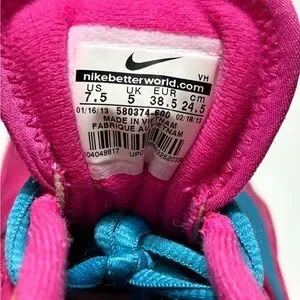 VH
nikebetterworld.com
US UK EUR cm
7.5 5 38.5 24.5
01/16/13 580374-600 02/18/13
MADE IN VIETNAM
FABRIQUE AU VIETNAM
UPC